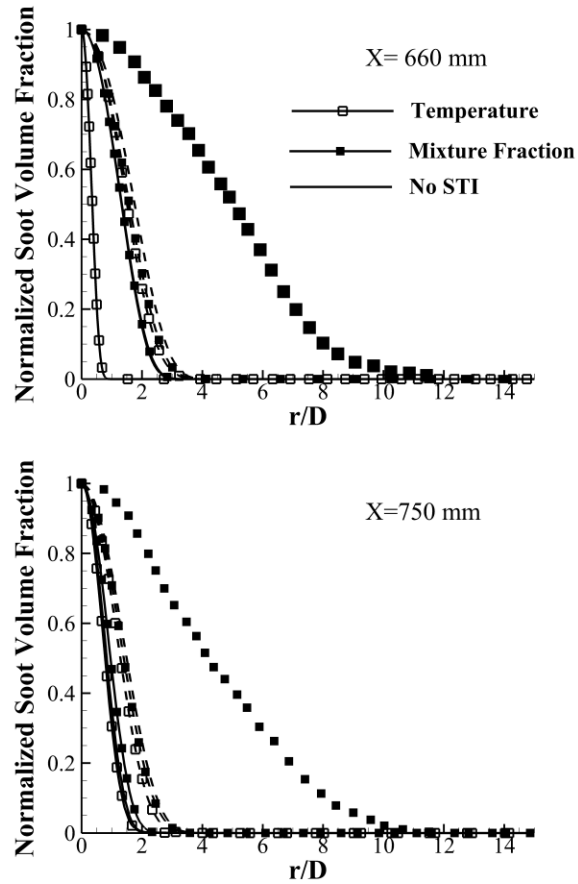 Normalized Soot Volume Fraction
1
0.8
0.6
0.4
0.2
0
X= 660 mm
Temperature
Mixture Fraction
No STI
0 2 4 6 8 10 12 14
r/D
Normalized Soot Volume Fraction
1
0.8
0.6
0.4
0.2
0
X=750 mm
0 2 4 6 8 10 12 14
r/D